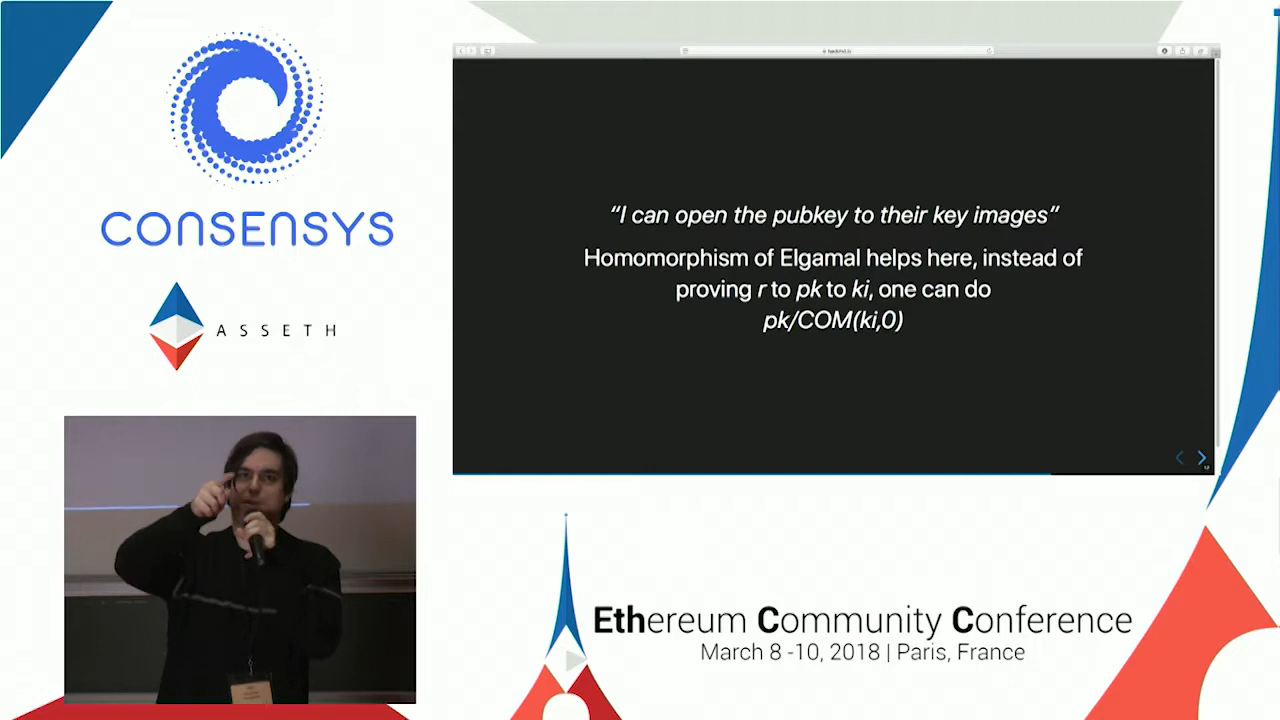 CONSENSYS
ASSETH
“I can open the pubkey to their key images”
Homomorphism of Elgamal helps here, instead of
proving r to pk to ki, one can do
pk/COM(ki,0)
Ethereum Community Conference
March 8 -10, 2018 | Paris, France